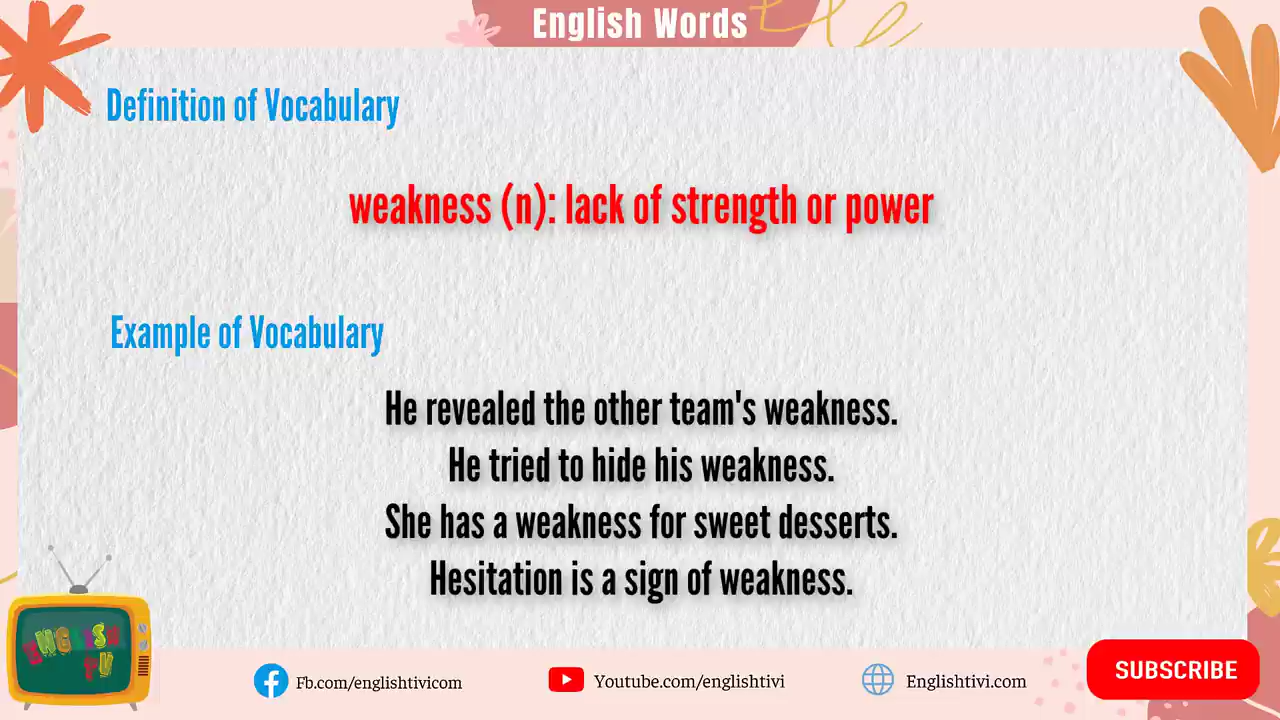 English Words
Definition of Vocabulary
weakness (n): lack of strength or power
Example of Vocabulary
He revealed the other team's weakness.
He tried to hide his weakness.
She has a weakness for sweet desserts.
Hesitation is a sign of weakness.
ENGLISH
TV
Fb.com/englishtivicom
Youtube.com/englishtivi
Englishtivi.com
SUBSCRIBE